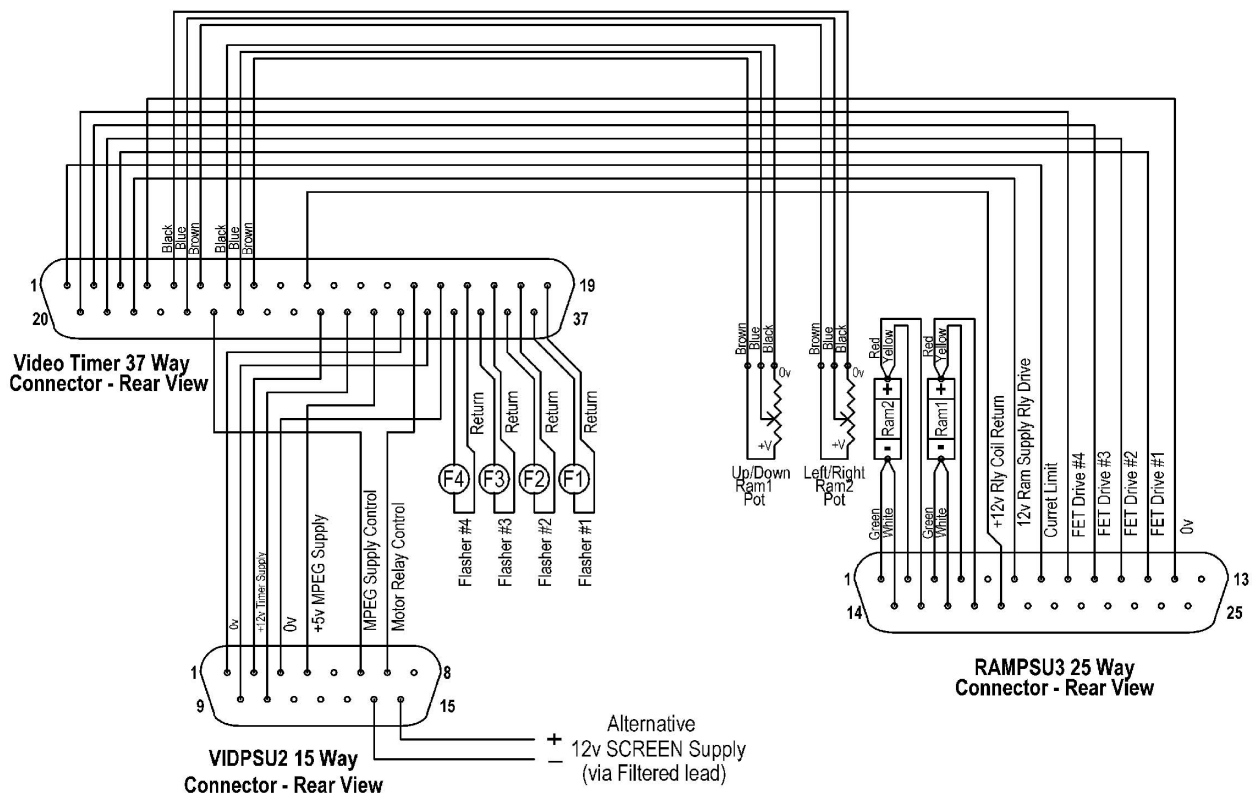 Black
Blue
Brown
Black
Blue
Brown
1
19
20
37
Video Timer 37 Way
Connector - Rear View
Brown
Blue
Black
0v
+V
Up/Down
Ram1
Pot
Brown
Blue
Black
0v
+V
Left/Right
Ram2
Pot
Red
Yellow
+
Ram2
-
Green
White
Red
Yellow
+
Ram1
-
Green
White
+12v Rly Coil Return
12v Ram Supply Rly Drive
Curret Limit
FET Drive #4
FET Drive #3
FET Drive #2
FET Drive #1
0v
Return
Return
Return
Return
F4
F3
F2
F1
Flasher #4
Flasher #3
Flasher #2
Flasher #1
0v
+12v Timer Supply
0v
+5v MPEG Supply
MPEG Supply Control
Motor Relay Control
1
13
14
25
RAMPSU3 25 Way
Connector - Rear View
1
8
9
15
VIDPSU2 15 Way
Connector - Rear View
Alternative
+ 12v SCREEN Supply
– (via Filtered lead)